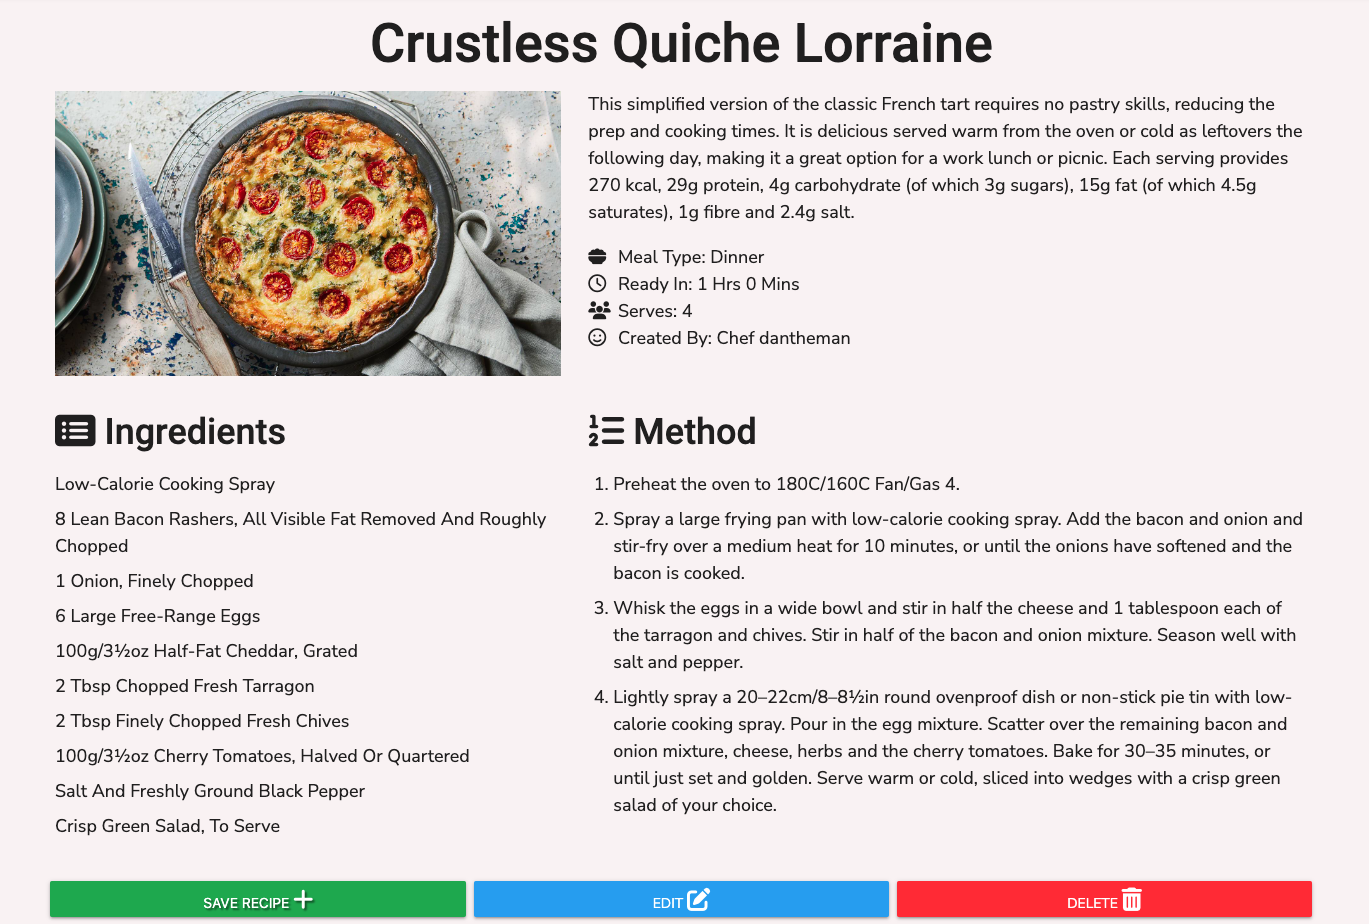 Crustless Quiche Lorraine
This simplified version of the classic French tart requires no pastry skills, reducing the
prep and cooking times. It is delicious served warm from the oven or cold as leftovers the
following day, making it a great option for a work lunch or picnic. Each serving provides
270 kcal, 29g protein, 4g carbohydrate (of which 3g sugars), 15g fat (of which 4.5g
saturates), 1g fibre and 2.4g salt.
Meal Type: Dinner
Ready In: 1 Hrs 0 Mins
Serves: 4
Created By: Chef dantheman
Ingredients
Low-Calorie Cooking Spray
8 Lean Bacon Rashers, All Visible Fat Removed And Roughly
Chopped
1 Onion, Finely Chopped
6 Large Free-Range Eggs
100g/3½oz Half-Fat Cheddar, Grated
2 Tbsp Chopped Fresh Tarragon
2 Tbsp Finely Chopped Fresh Chives
100g/3½oz Cherry Tomatoes, Halved Or Quartered
Salt And Freshly Ground Black Pepper
Crisp Green Salad, To Serve
Method
1. Preheat the oven to 180C/160C Fan/Gas 4.
2. Spray a large frying pan with low-calorie cooking spray. Add the bacon and onion and
stir-fry over a medium heat for 10 minutes, or until the onions have softened and the
bacon is cooked.
3. Whisk the eggs in a wide bowl and stir in half the cheese and 1 tablespoon each of
the tarragon and chives. Stir in half of the bacon and onion mixture. Season well with
salt and pepper.
4. Lightly spray a 20–22cm/8–8½in round ovenproof dish or non-stick pie tin with low-
calorie cooking spray. Pour in the egg mixture. Scatter over the remaining bacon and
onion mixture, cheese, herbs and the cherry tomatoes. Bake for 30–35 minutes, or
until just set and golden. Serve warm or cold, sliced into wedges with a crisp green
salad of your choice.
SAVE RECIPE
EDIT
DELETE